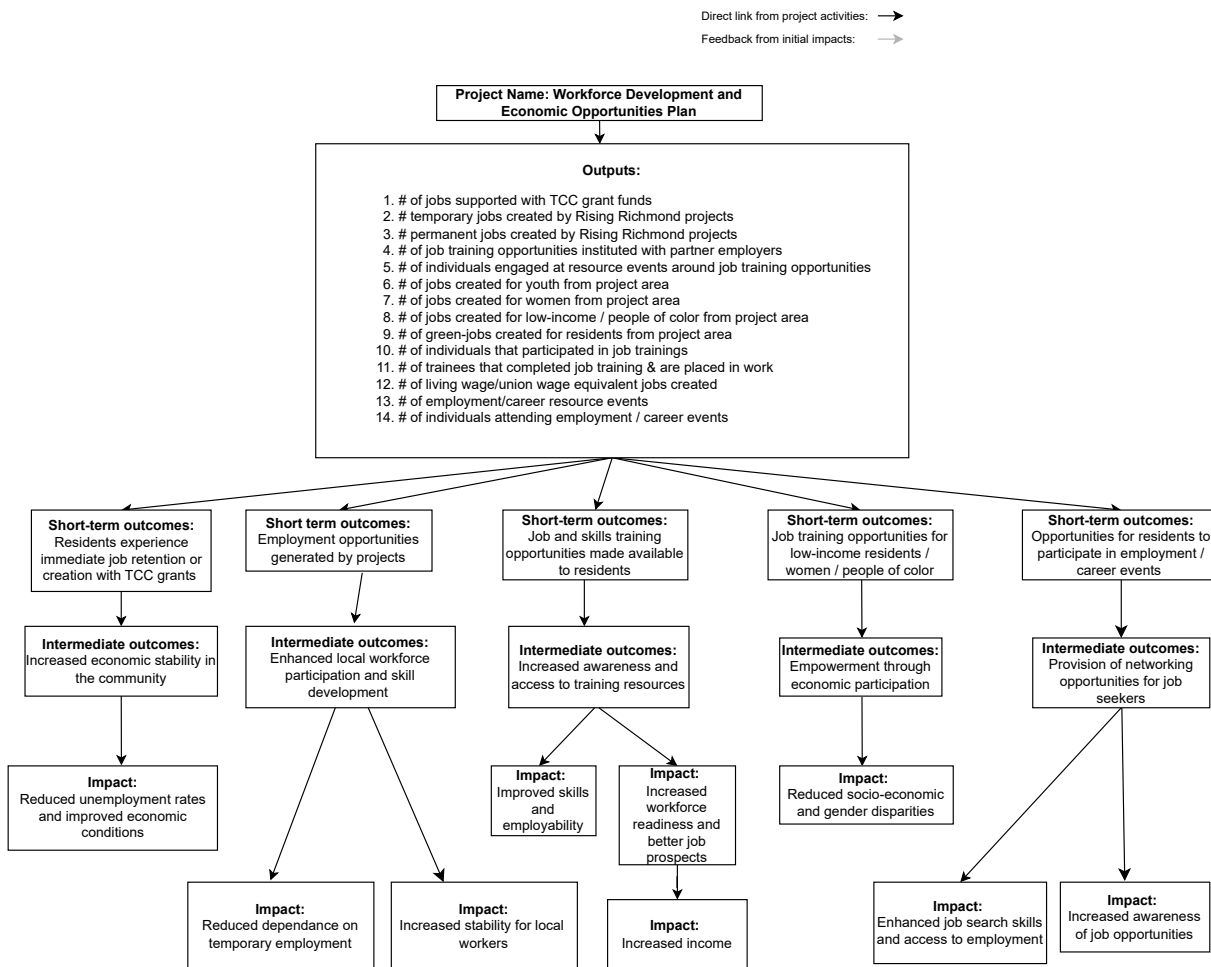 Direct link from project activities:
Feedback from initial impacts:
Project Name: Workforce Development and
Economic Opportunities Plan
Outputs:
1. # of jobs supported with TCC grant funds
2. # temporary jobs created by Rising Richmond projects
3. # permanent jobs created by Rising Richmond projects
4. # of job training opportunities instituted with partner employers
5. # of individuals engaged at resource events around job training opportunities
6. # of jobs created for youth from project area
7. # of jobs created for women from project area
8. # of jobs created for low-income / people of color from project area
9. # of green-jobs created for residents from project area
10. # of individuals that participated in job trainings
11. # of trainees that completed job training & are placed in work
12. # of living wage/union wage equivalent jobs created
13. # of employment/career resource events
14. # of individuals attending employment / career events
Short-term outcomes:
Residents experience
immediate job retention or
creation with TCC grants
Short term outcomes:
Employment opportunities
generated by projects
Short-term outcomes:
Job and skills training
opportunities made available
to residents
Short-term outcomes:
Job training opportunities for
low-income residents /
women / people of color
Short-term outcomes:
Opportunities for residents to
participate in employment /
career events
Intermediate outcomes:
Increased economic stability in
the community
Intermediate outcomes:
Enhanced local workforce
participation and skill
development
Intermediate outcomes:
Increased awareness and
access to training resources
Intermediate outcomes:
Empowerment through
economic participation
Intermediate outcomes:
Provision of networking
opportunities for job
seekers
Impact:
Reduced unemployment rates
and improved economic
conditions
Impact:
Improved skills
and
employability
Impact:
Increased
workforce
readiness and
better job
prospects
Impact:
Reduced socio-economic
and gender disparities
Impact:
Reduced dependance on
temporary employment
Impact:
Increased stability for local
workers
Impact:
Increased income
Impact:
Enhanced job search skills
and access to employment
Impact:
Increased awareness
of job opportunities